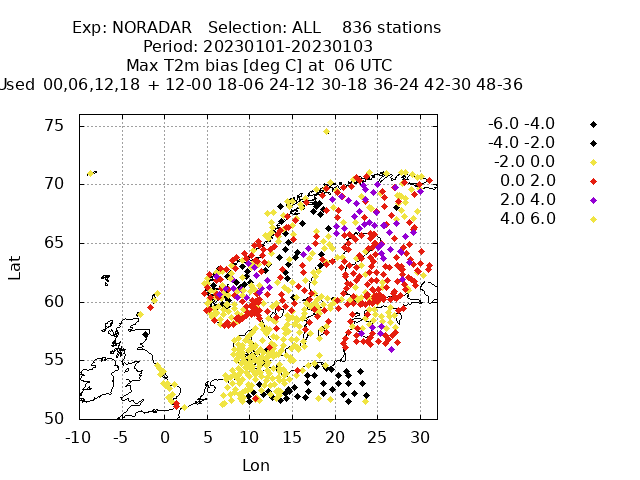 Exp: NORADAR Selection: ALL 836 stations
Period: 20230101-20230103
Max T2m bias [deg C] at 06 UTC
Used 00,06,12,18 + 12-00 18-06 24-12 30-18 36-24 42-30 48-36
-6.0 -4.0
-4.0 -2.0
-2.0 0.0
0.0 2.0
2.0 4.0
4.0 6.0
75
70
65
60
55
50
Lat
-10 -5 0 5 10 15 20 25 30
Lon